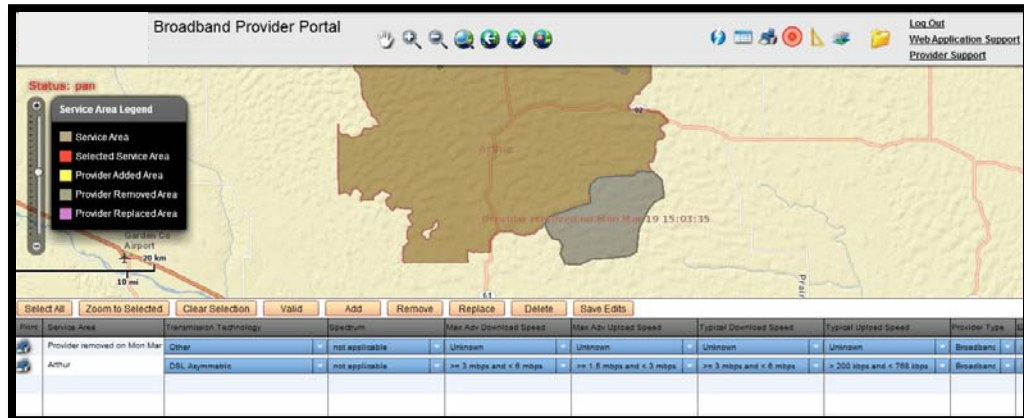 Broadband Provider Portal
Log Out
Web Application Support
Provider Support
Status: pan
Service Area Legend
Service Area
Selected Service Area
Provider Added Area
Provider Removed Area
Provider Replaced Area
92
Arthur
Provider removed on Mon Mar 19 15:03:35
Garden Co
Airport
20 km
10 mi
61
Select All Zoom to Selected Clear Selection Valid Add Remove Replace Delete Save Edits
Print Service Area Transmission Technology Spectrum Max Adv Download Speed Max Adv Upload Speed Typical Download Speed Typical Upload Speed Provider Type
Provider removed on Mon Mar Other not applicable Unknown Unknown Unknown Unknown Broadband
Arthur DSL Asymmetric not applicable >= 3 mbps and < 6 mbps >= 1.5 mbps and < 3 mbps >= 3 mbps and < 6 mbps > 200 kbps and < 768 kbps Broadband